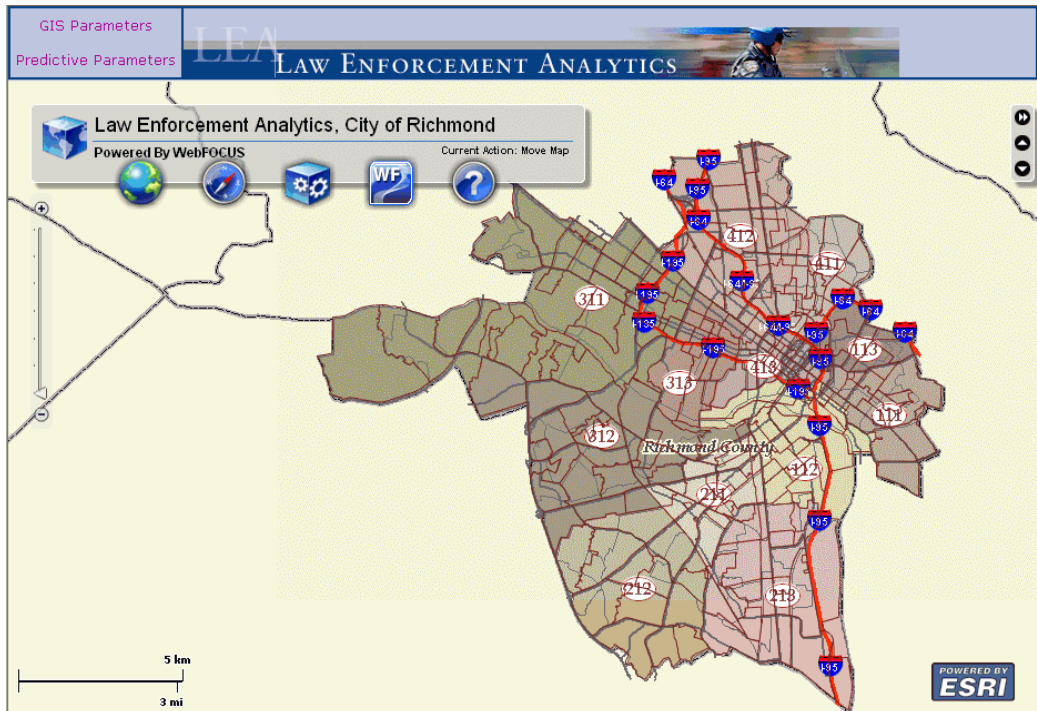 GIS Parameters
Predictive Parameters
LEA
LAW ENFORCEMENT ANALYTICS
Law Enforcement Analytics, City of Richmond
Powered By WebFOCUS
Current Action: Move Map
WF
?
I-95
I-64
I-95
I-64
412
411
I-195
311
I-195
I-64
I-64
I-195
I-95
I-64
113
I-195
I-95
413
313
I-195
111
I-95
312
Richmond County
112
211
I-95
212
213
I-95
5 km
3 mi
POWERED BY
ESRI